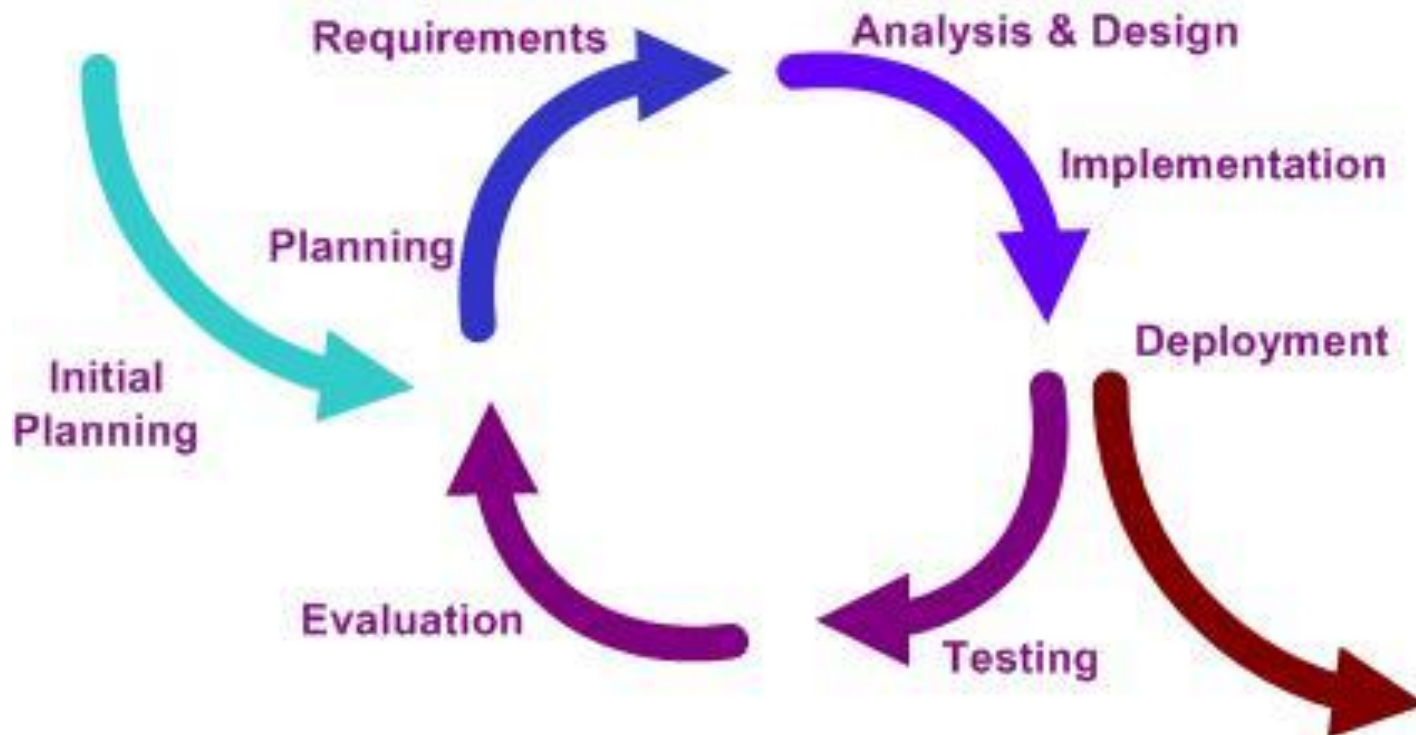 Requirements
Analysis & Design
Implementation
Planning
Deployment
Initial
Planning
Evaluation
Testing